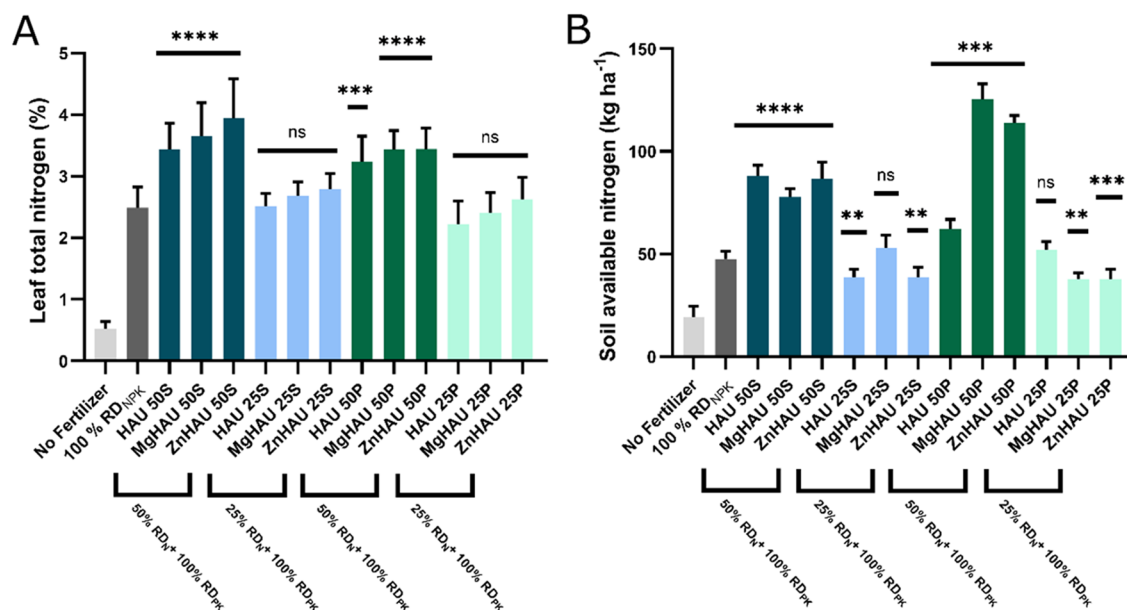 A
Leaf total nitrogen (%)
5
4
3
2
1
0
****
ns
***
****
ns
No Fertilizer
100 % RDNPK
HAU 50S
MgHAU 50S
ZnHAU 50S
HAU 25S
MgHAU 25S
ZnHAU 25S
HAU 50P
MgHAU 50P
ZnHAU 50P
HAU 25P
MgHAU 25P
ZnHAU 25P
50% RDN+ 100% RDPK
25% RDN+ 100% RDPK
50% RDN+ 100% RDPK
25% RDN+ 100% RDPK
B
Soil available nitrogen (kg ha-1)
150
100
50
0
****
**
ns
**
***
ns
**
***
No Fertilizer
100 % RDNPK
HAU 50S
MgHAU 50S
ZnHAU 50S
HAU 25S
MgHAU 25S
ZnHAU 25S
HAU 50P
MgHAU 50P
ZnHAU 50P
HAU 25P
MgHAU 25P
ZnHAU 25P
50% RDN+ 100% RDPK
25% RDN+ 100% RDPK
50% RDN+ 100% RDPK
25% RDN+ 100% RDPK